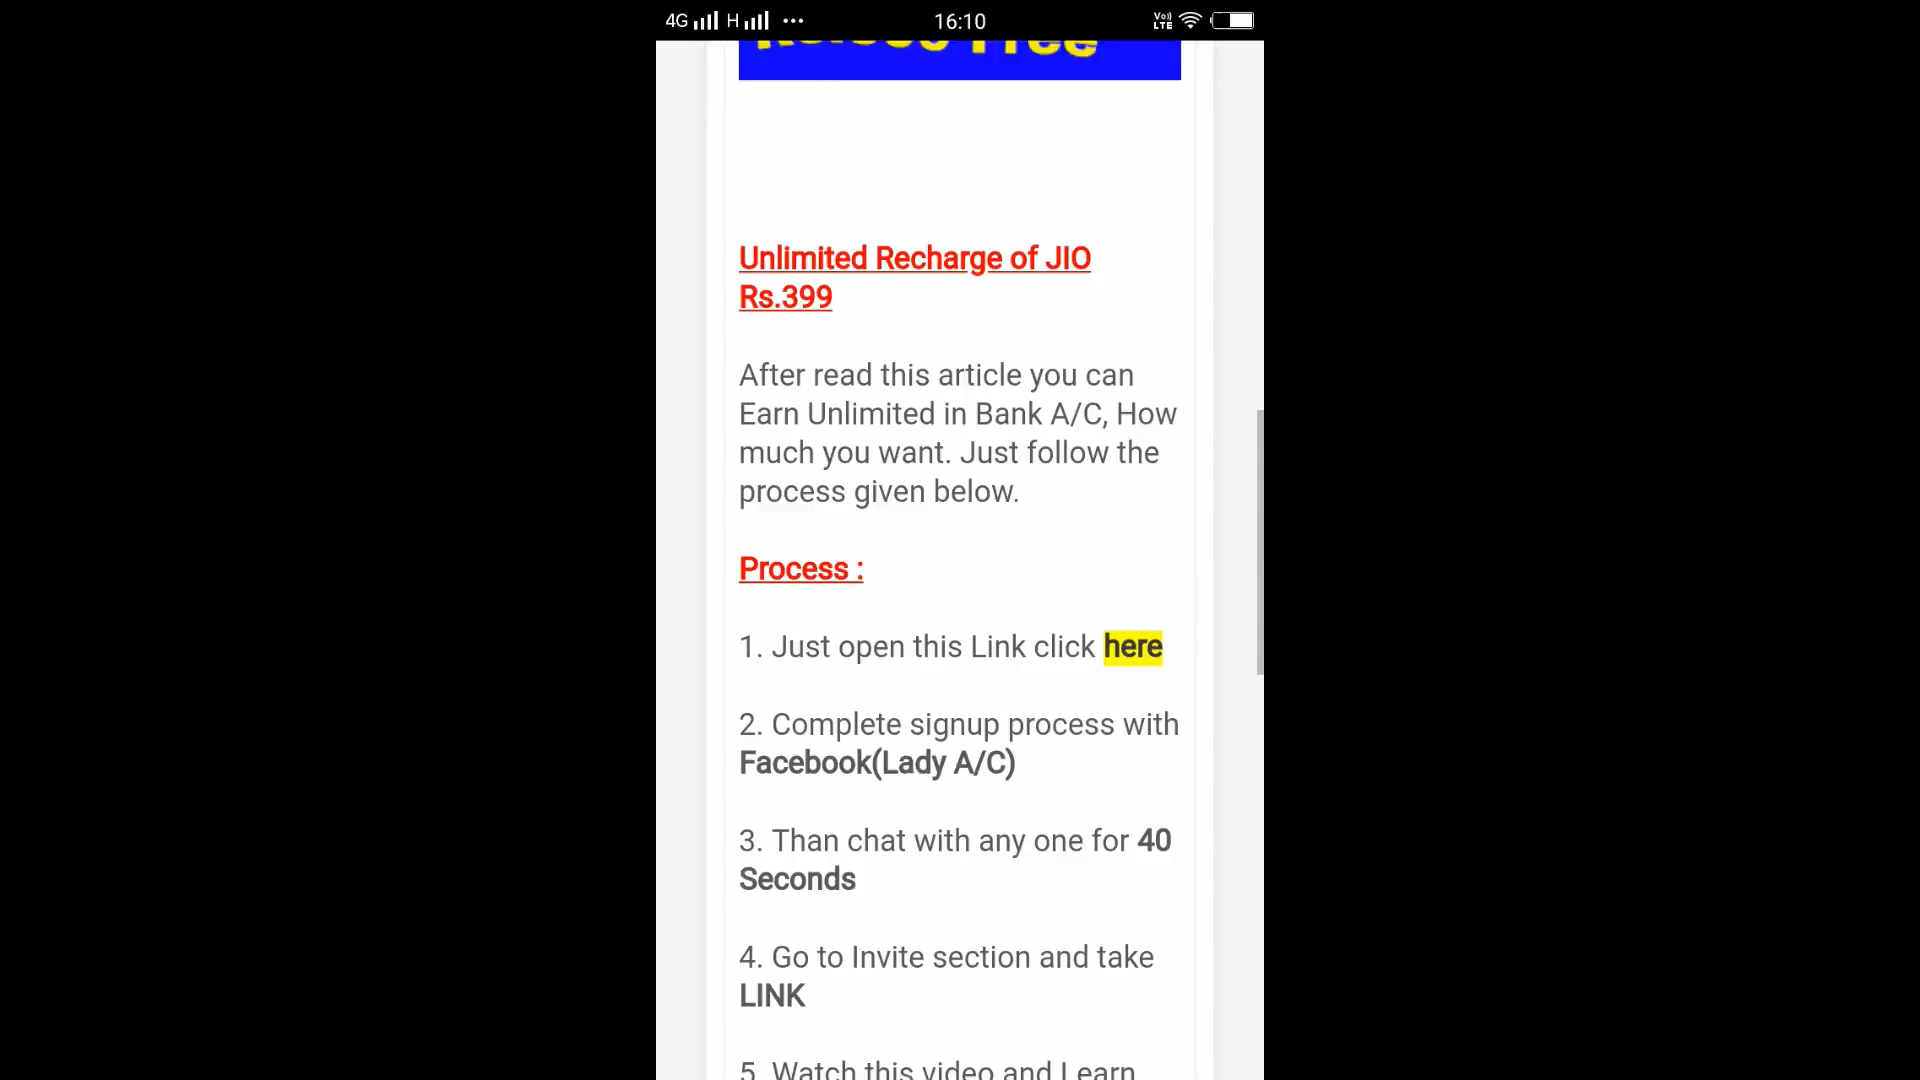 4G H ••• 16:10 Vo)) LTE
Free
Unlimited Recharge of JIO
Rs.399
After read this article you can
Earn Unlimited in Bank A/C, How
much you want. Just follow the
process given below.
Process :
1. Just open this Link click here
2. Complete signup process with
Facebook(Lady A/C)
3. Than chat with any one for 40
Seconds
4. Go to Invite section and take
LINK
5. Watch this video and Learn